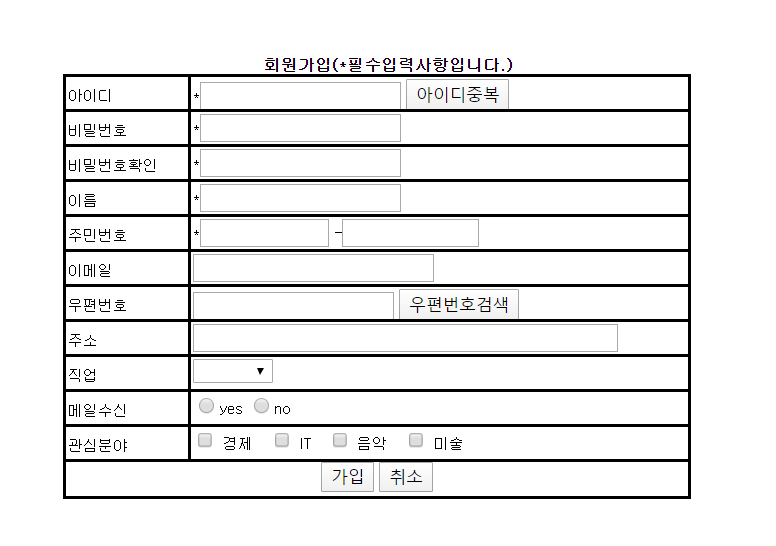 회원가입(*필수입력사항입니다.)
아이디 * 아이디중복
비밀번호 *
비밀번호확인 *
이름 *
주민번호 * -
이메일
우편번호 우편번호검색
주소
직업
메일수신 yes no
관심분야 경제 IT 음악 미술
가입 취소